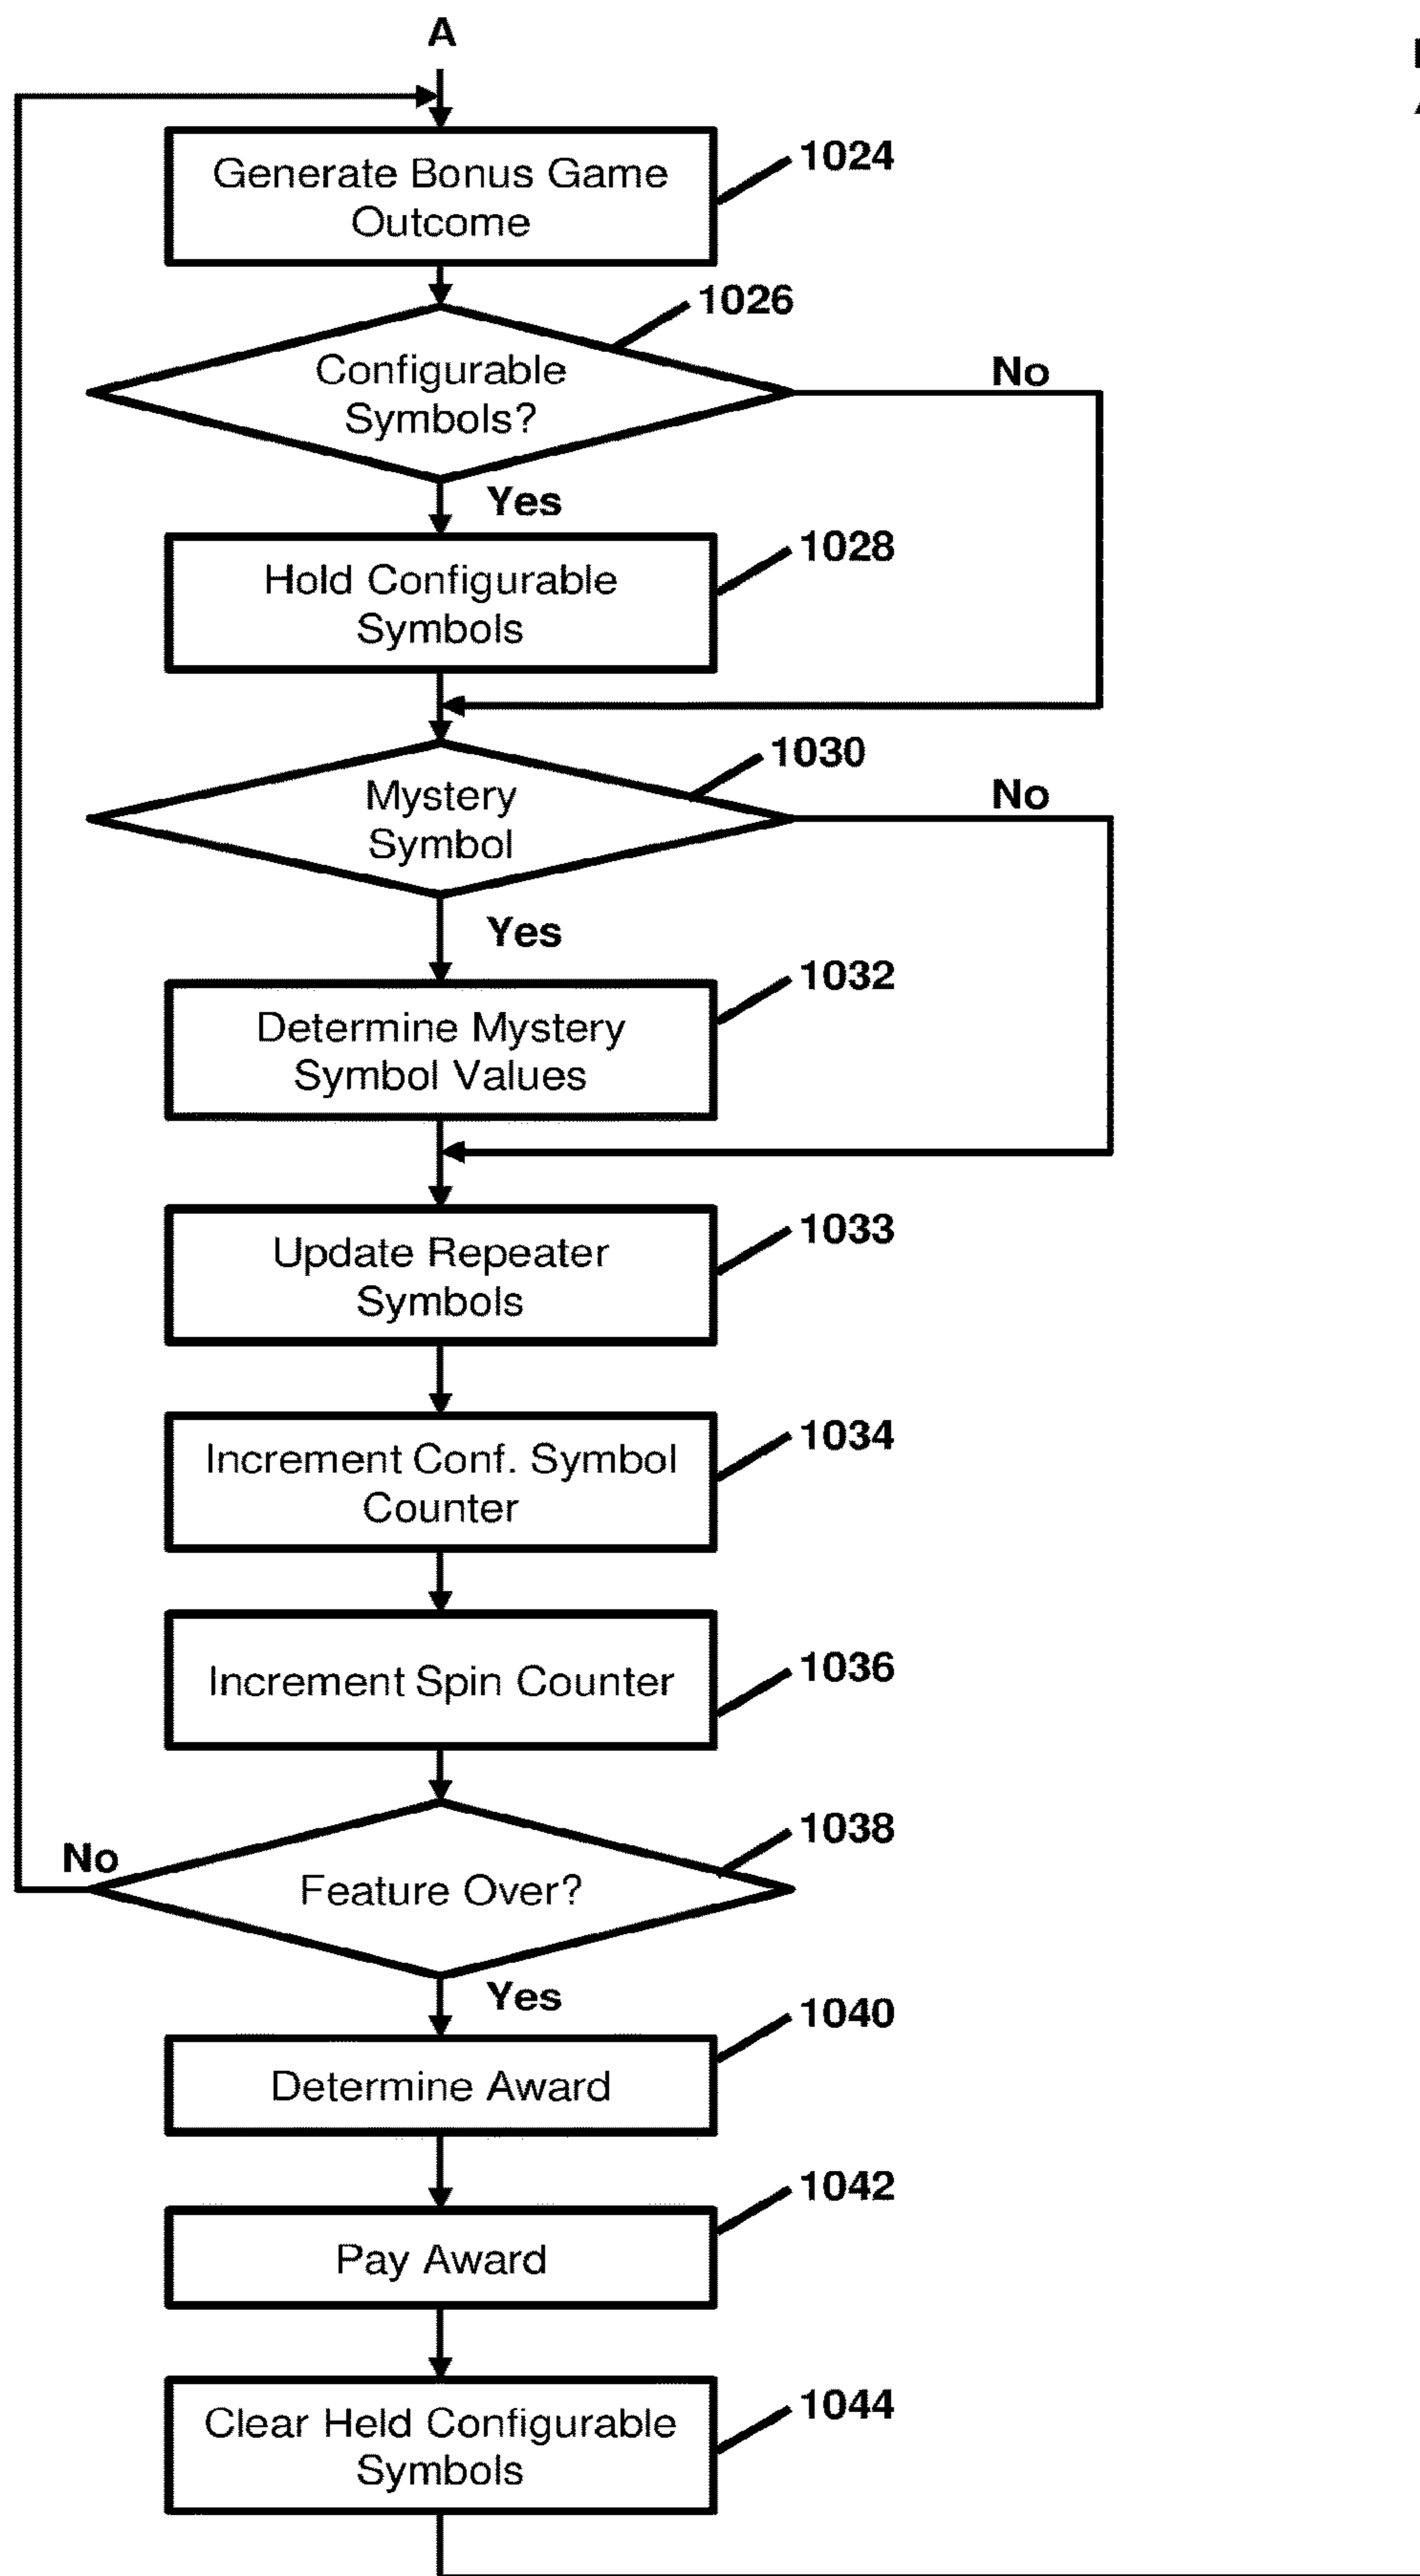 A
Generate Bonus Game
Outcome
1024
1026
Configurable
Symbols?
No
Yes
Hold Configurable
Symbols
1028
1030
Mystery
Symbol
No
Yes
Determine Mystery
Symbol Values
1032
Update Repeater
Symbols
1033
Increment Conf. Symbol
Counter
1034
Increment Spin Counter
1036
Feature Over?
1038
No
Yes
Determine Award
1040
Pay Award
1042
Clear Held Configurable
Symbols
1044